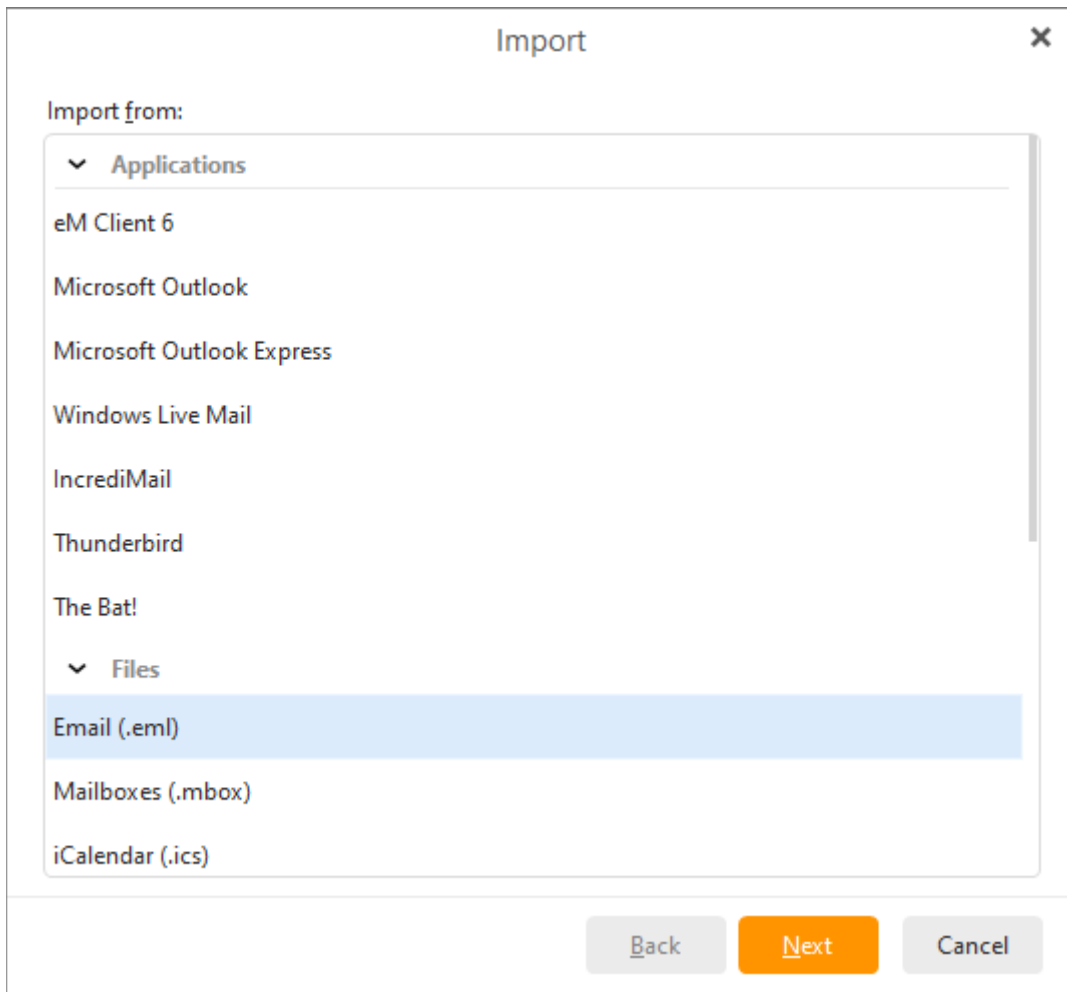 Import
Import from:
Applications
eM Client 6
Microsoft Outlook
Microsoft Outlook Express
Windows Live Mail
IncrediMail
Thunderbird
The Bat!
Files
Email (.eml)
Mailboxes (.mbox)
iCalendar (.ics)
Back Next Cancel